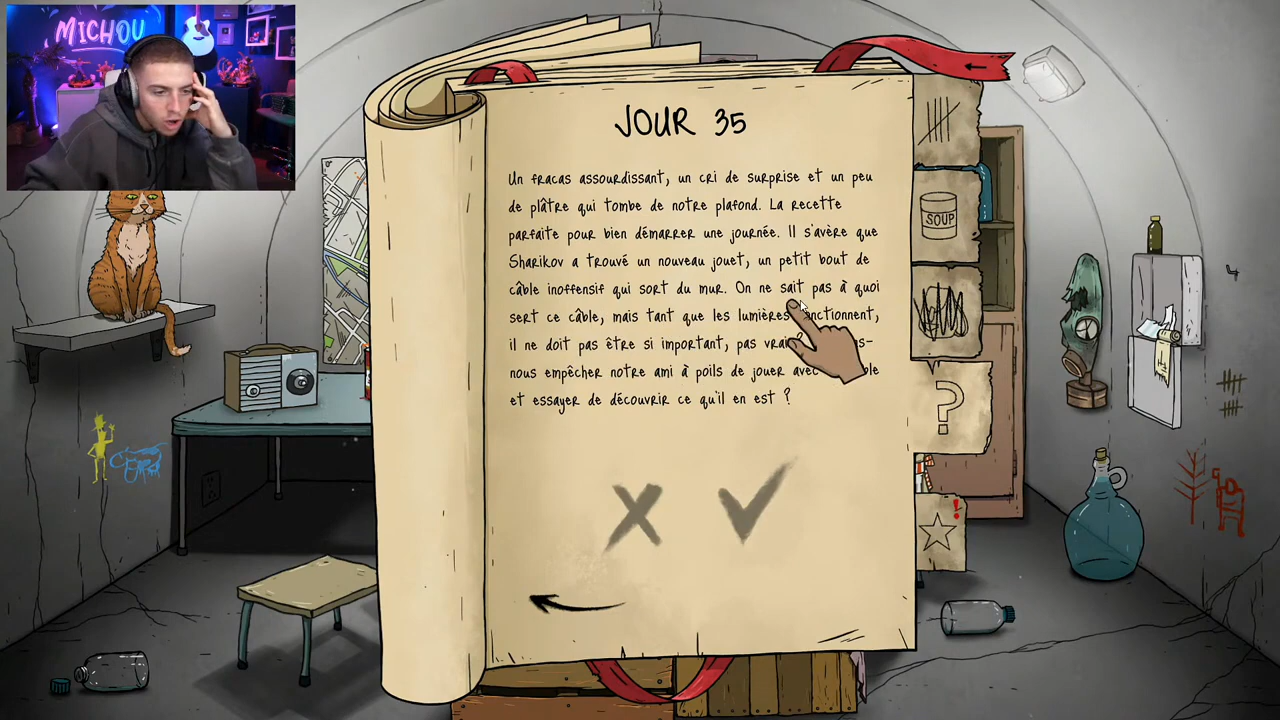 MICHOU
JOUR 35
Un fracas assourdissant, un cri de surprise et un peu
de plâtre qui tombe de notre plafond. La recette
parfaite pour bien démarrer une journée. Il s'avère que
Sharikov a trouvé un nouveau jouet, un petit bout de
câble inoffensif qui sort du mur. On ne sait pas à quoi
sert ce câble, mais tant que les lumières
il ne doit pas être si important, pas
nous empêcher notre ami à poils de jouer avec
et essayer de découvrir ce qu'il en est ?
SOUP
?
!